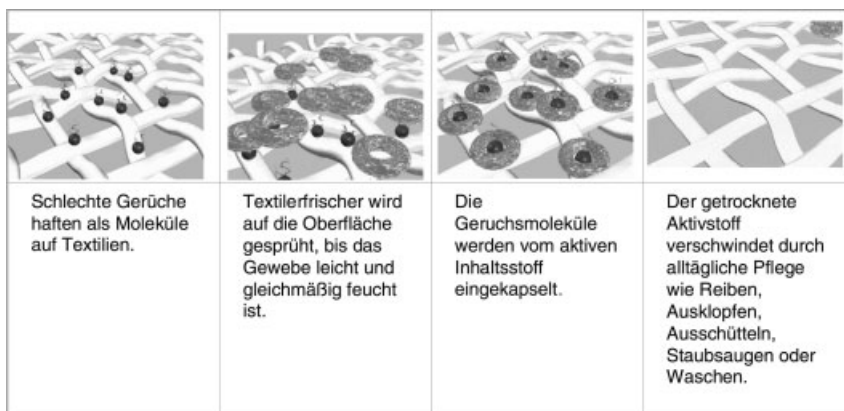 Schlechte Gerüche
haften als Moleküle
auf Textilien.
Textilerfrischer wird
auf die Oberfläche
gesprüht, bis das
Gewebe leicht und
gleichmäßig feucht
ist.
Die
Geruchsmoleküle
werden vom aktiven
Inhaltsstoff
eingekapselt.
Der getrocknete
Aktivstoff
verschwindet durch
alltägliche Pflege
wie Reiben,
Ausklopfen,
Ausschütteln,
Staubsaugen oder
Waschen.